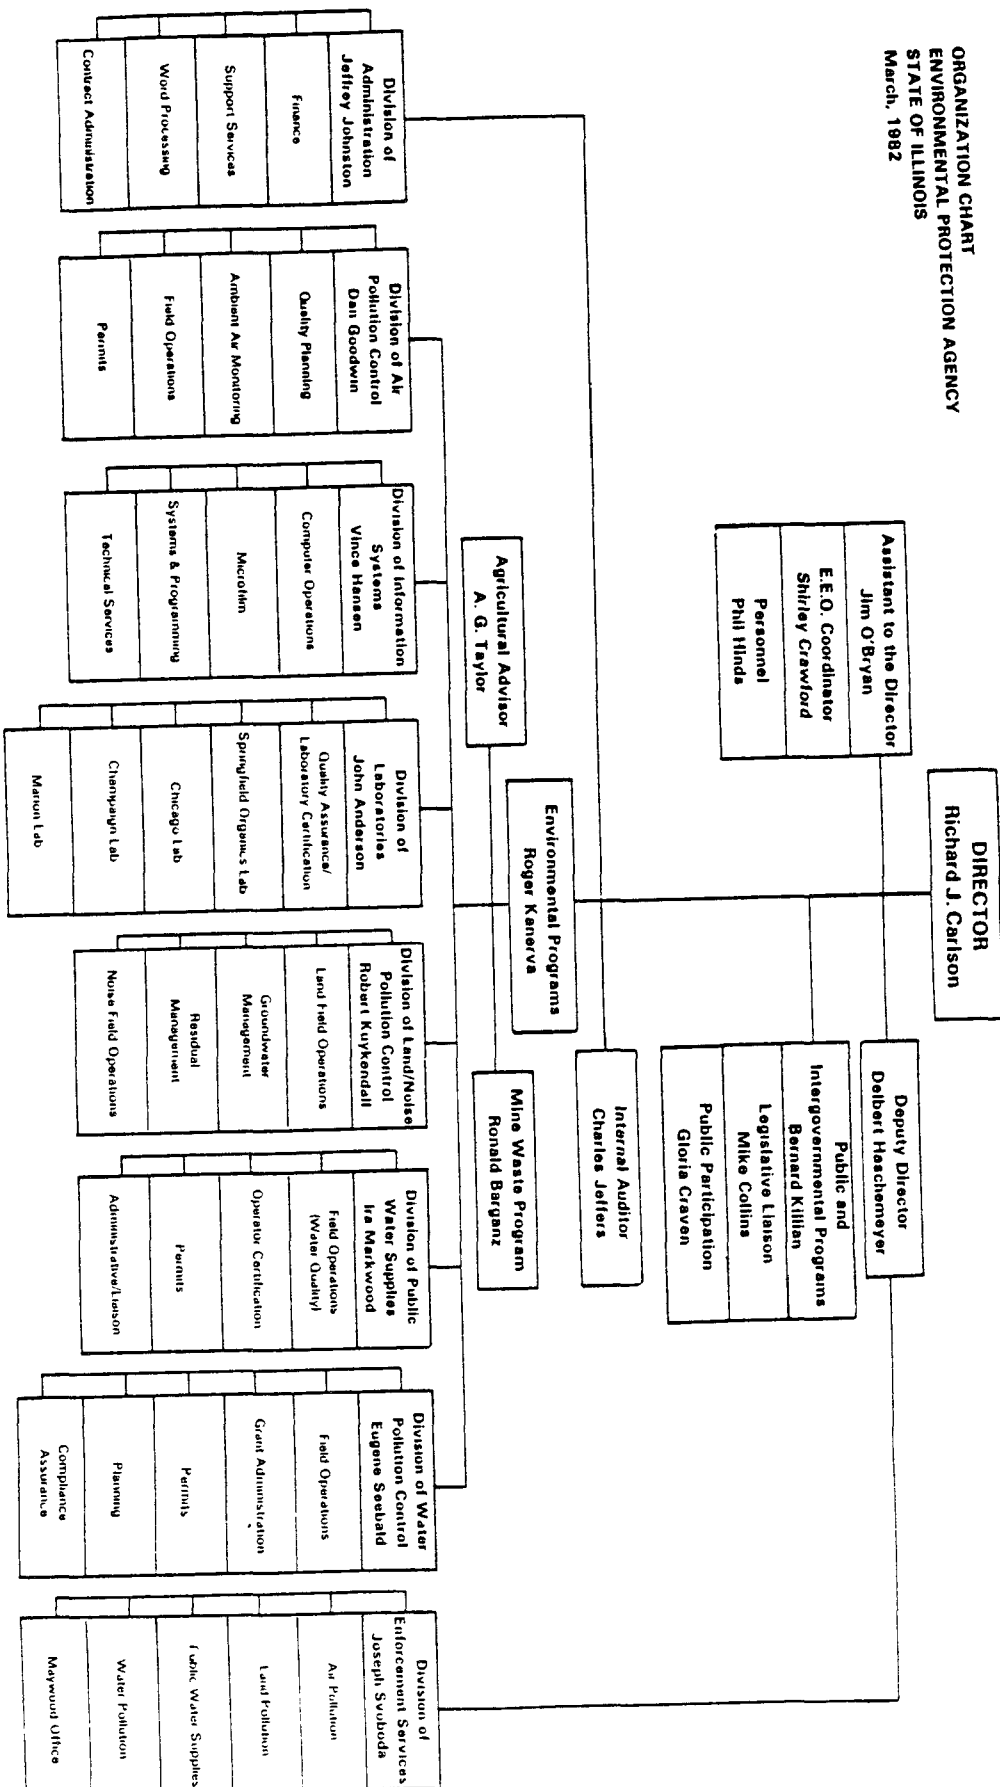 ORGANIZATION CHART
ENVIRONMENTAL PROTECTION AGENCY
STATE OF ILLINOIS
March, 1982
DIRECTOR
Richard J. Carlson
Assistant to the Director
Jim O'Bryan
E.E.O. Coordinator
Shirley Crawford
Personnel
Phil Hinds
Deputy Director
Delbert Haschemeyer
Public and
Intergovernmental Programs
Bernard Killian
Legislative Liaison
Mike Collins
Public Participation
Gloria Craven
Internal Auditor
Charles Jeffers
Environmental Programs
Roger Kanerva
Agricultural Advisor
A. G. Taylor
Mine Waste Program
Ronald Barganz
Division of
Administration
Jeffrey Johnston
Finance
Support Services
Word Processing
Contract Administration
Division of Air
Pollution Control
Dan Goodwin
Quality Planning
Ambient Air Monitoring
Field Operations
Permits
Division of Information
Systems
Vince Hansen
Computer Operations
Microfilm
Systems & Programming
Technical Services
Division of
Laboratories
John Anderson
Quality Assurance/
Laboratory Certification
Springfield Organics Lab
Chicago Lab
Champaign Lab
Marion Lab
Division of Land/Noise
Pollution Control
Robert Kuykendall
Land Field Operations
Groundwater
Management
Residual
Management
Noise Field Operations
Division of Public
Water Supplies
Ira Markwood
Field Operations
(Water Quality)
Operator Certification
Permits
Administrative/Liaison
Division of Water
Pollution Control
Eugene Seebald
Field Operations
Grant Administration
Permits
Planning
Compliance
Assurance
Division of
Enforcement Services
Joseph Svoboda
Air Pollution
Land Pollution
Public Water Supplies
Water Pollution
Maywood Office